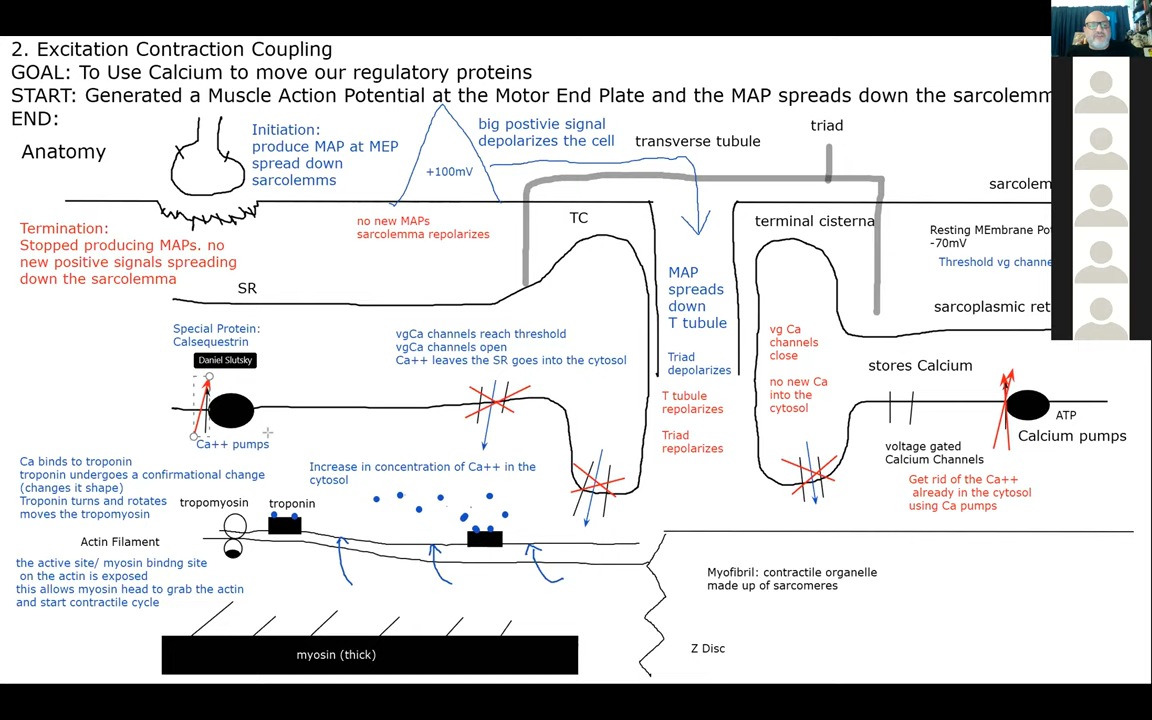 2. Excitation Contraction Coupling
GOAL: To Use Calcium to move our regulatory proteins
START: Generated a Muscle Action Potential at the Motor End Plate and the MAP spreads down the sarcolemm
END:
Anatomy
Initiation:
produce MAP at MEP
spread down
sarcolemms
+100mV
big postivie signal
depolarizes the cell
transverse tubule
triad
sarcolem
Termination:
Stopped producing MAPs. no
new positive signals spreading
down the sarcolemma
no new MAPs
sarcolemma repolarizes
TC
terminal cisterna
Resting MEmbrane Pot
-70mV
Threshold vg channe
SR
MAP
spreads
down
T tubule
sarcoplasmic ret
Special Protein:
Calsequestrin
Daniel Slutsky
vgCa channels reach threshold
vgCa channels open
Ca++ leaves the SR goes into the cytosol
Triad
depolarizes
vg Ca
channels
close
stores Calcium
T tubule
repolarizes
no new Ca
into the
cytosol
Triad
repolarizes
Ca++ pumps
ATP
Calcium pumps
voltage gated
Calcium Channels
Get rid of the Ca++
already in the cytosol
using Ca pumps
Ca binds to troponin
troponin undergoes a confirmational change
(changes it shape)
Troponin turns and rotates
moves the tropomyosin
Increase in concentration of Ca++ in the
cytosol
tropomyosin
troponin
Actin Filament
the active site/ myosin bindng site
on the actin is exposed
this allows myosin head to grab the actin
and start contractile cycle
Myofibril: contractile organelle
made up of sarcomeres
myosin (thick)
Z Disc